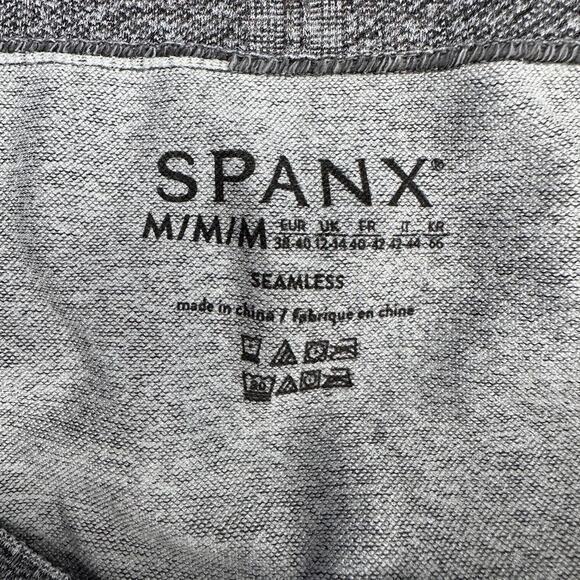 SPANX®
M/M/M EUR UK FR IT KR
38-40 12-14 40-42 42-44 66
SEAMLESS
made in china / fabriqué en chine